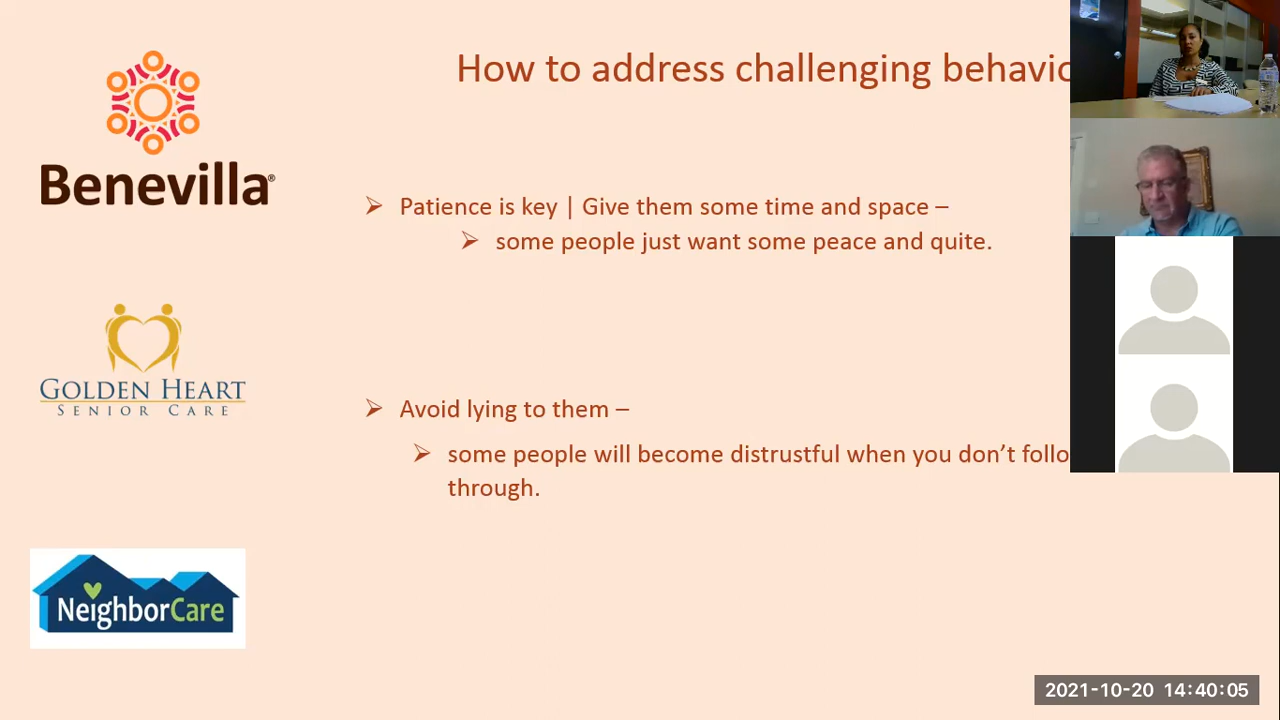 How to address challenging behavio
Benevilla®
Patience is key | Give them some time and space –
some people just want some peace and quite.
GOLDEN HEART
SENIOR CARE
Avoid lying to them –
some people will become distrustful when you don’t follo
through.
NeighborCare
2021-10-20 14:40:05